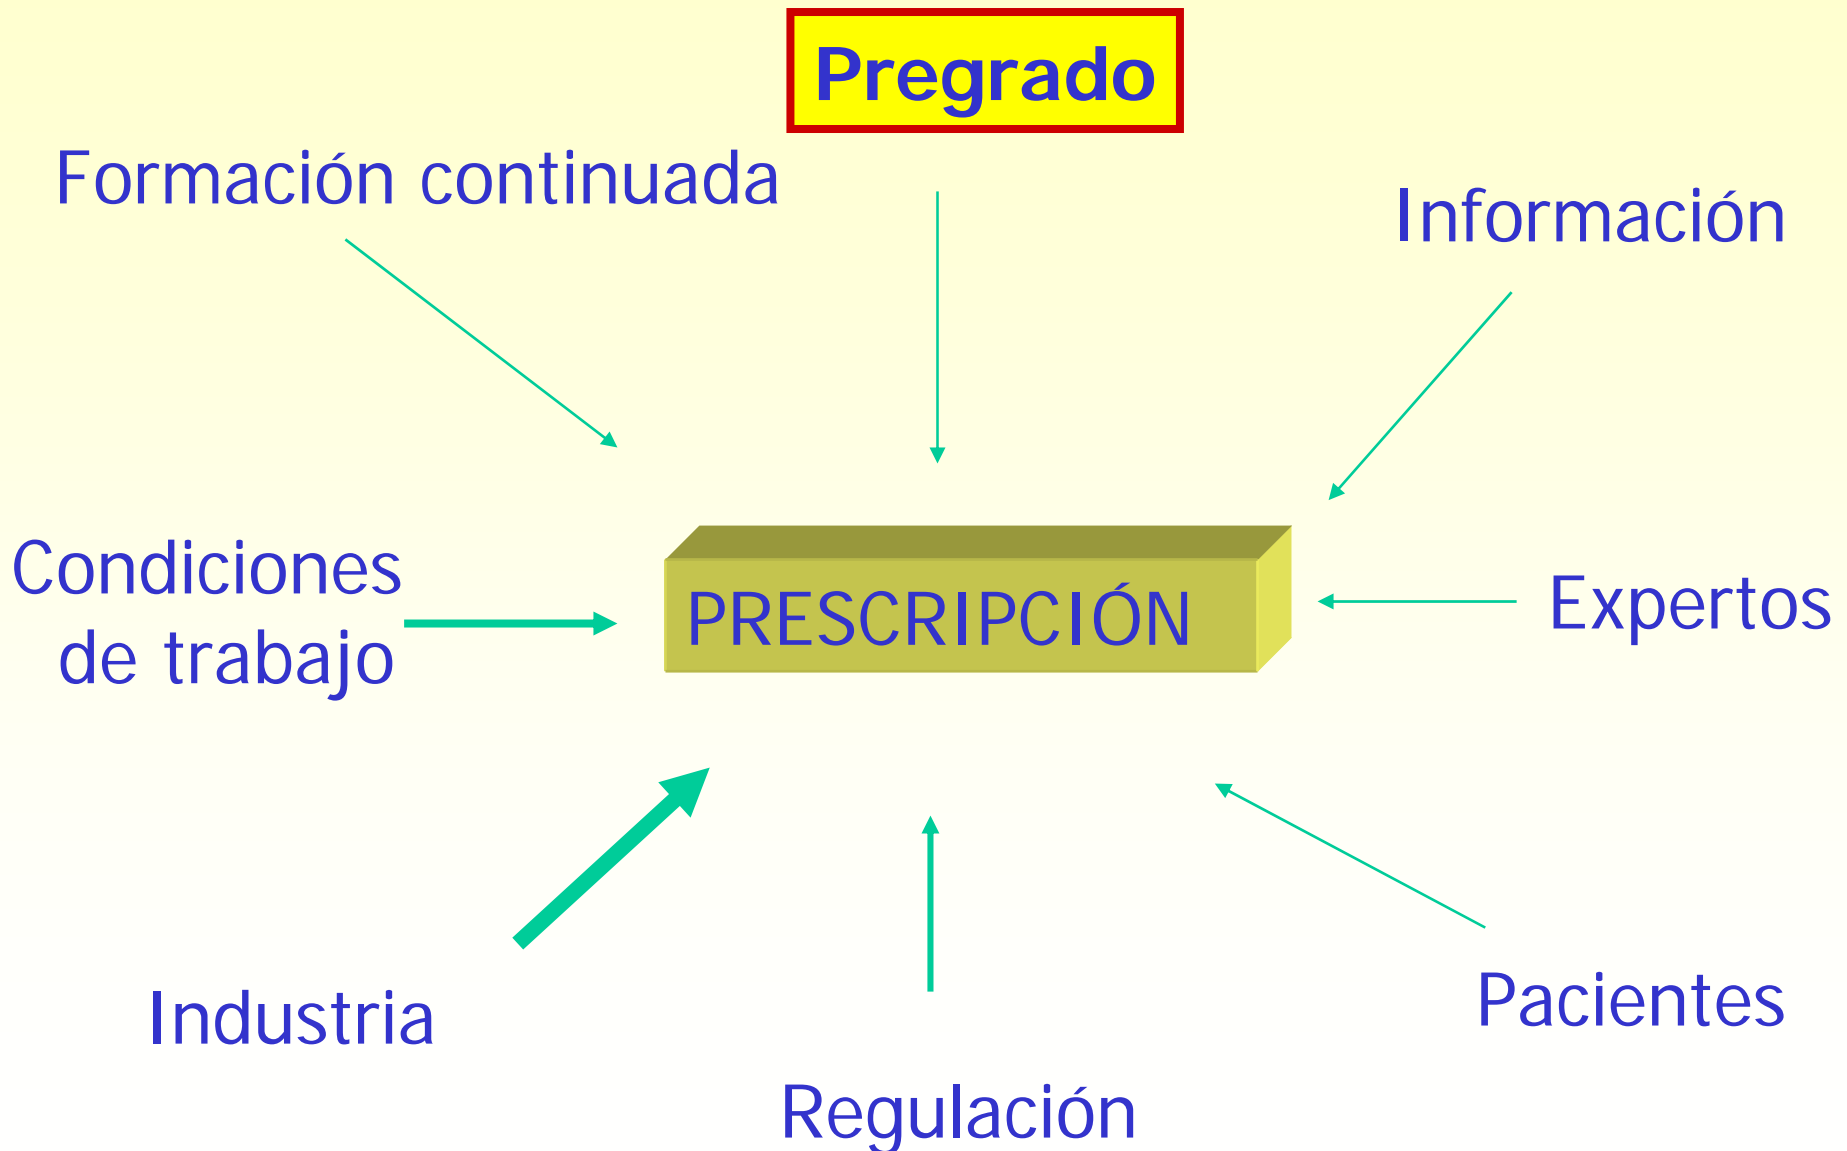 Pregrado
Formación continuada
Información
Condiciones
de trabajo
PRESCRIPCIÓN
Expertos
Industria
Pacientes
Regulación